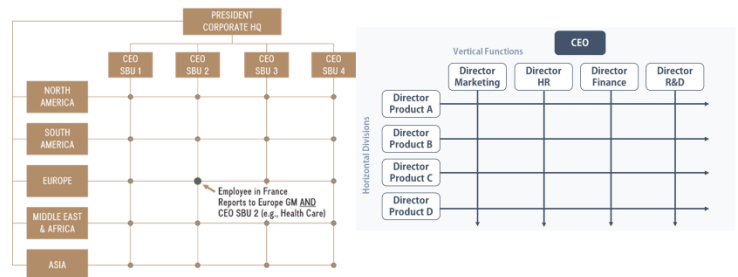 PRESIDENT
CORPORATE HQ
CEO
SBU 1
CEO
SBU 2
CEO
SBU 3
CEO
SBU 4
NORTH
AMERICA
SOUTH
AMERICA
EUROPE
Employee in France
Reports to Europe GM AND
CEO SBU 2 (e.g., Health Care)
MIDDLE EAST
& AFRICA
ASIA
CEO
Vertical Functions
Director
Marketing
Director
HR
Director
Finance
Director
R&D
Horizontal Divisions
Director
Product A
Director
Product B
Director
Product C
Director
Product D